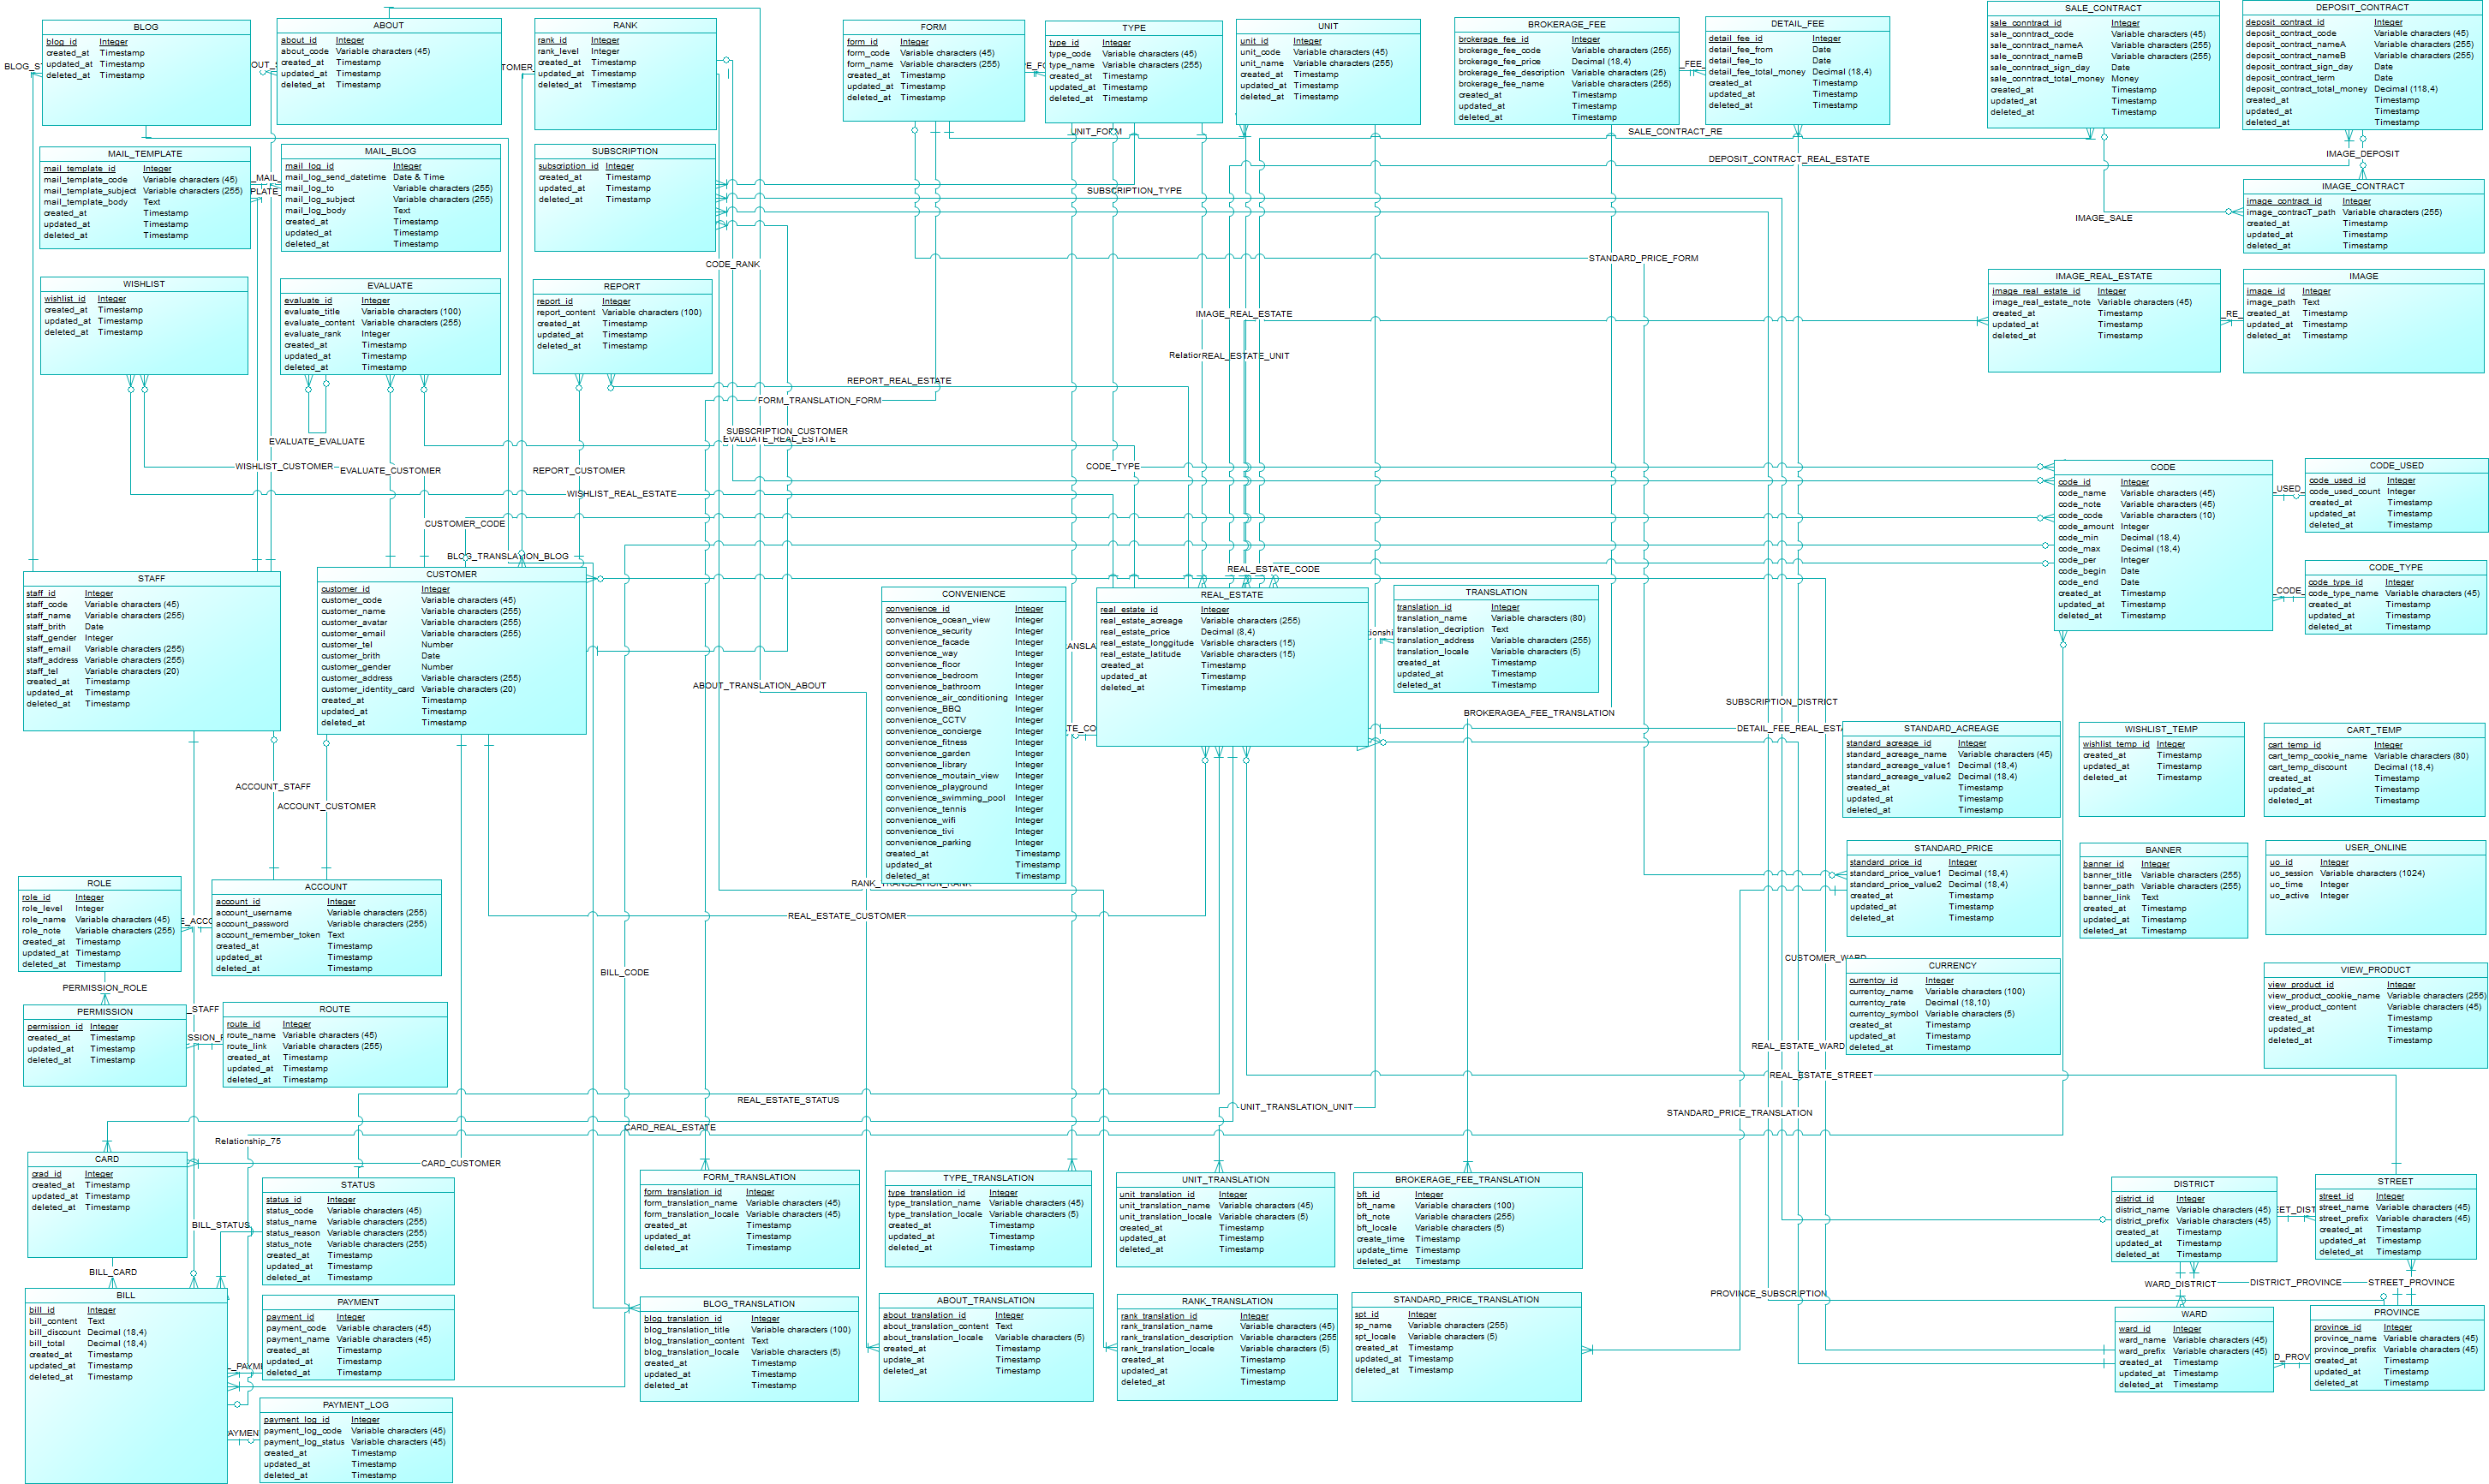 BLOG
blog_id Integer
created_at Timestamp
updated_at Timestamp
deleted_at Timestamp
ABOUT
about_id Integer
about_code Variable characters (45)
created_at Timestamp
updated_at Timestamp
deleted_at Timestamp
RANK
rank_id Integer
rank_level Integer
created_at Timestamp
updated_at Timestamp
deleted_at Timestamp
FORM
form_id Integer
form_code Variable characters (45)
form_name Variable characters (255)
created_at Timestamp
updated_at Timestamp
deleted_at Timestamp
TYPE
type_id Integer
type_code Variable characters (45)
type_name Variable characters (255)
created_at Timestamp
updated_at Timestamp
deleted_at Timestamp
UNIT
unit_id Integer
unit_code Variable characters (45)
unit_name Variable characters (255)
created_at Timestamp
updated_at Timestamp
deleted_at Timestamp
BROKERAGE_FEE
brokerage_fee_id Integer
brokerage_fee_code Variable characters (255)
brokerage_fee_price Decimal (18,4)
brokerage_fee_description Variable characters (25)
brokerage_fee_name Variable characters (255)
created_at Timestamp
updated_at Timestamp
deleted_at Timestamp
DETAIL_FEE
detail_fee_id Integer
detail_fee_from Date
detail_fee_to Date
detail_fee_total_money Decimal (18,4)
created_at Timestamp
updated_at Timestamp
deleted_at Timestamp
SALE_CONTRACT
sale_conntract_id Integer
sale_conntract_code Variable characters (45)
sale_conntract_nameA Variable characters (255)
sale_conntract_nameB Variable characters (255)
sale_conntract_sign_day Date
sale_conntract_total_money Money
created_at Timestamp
updated_at Timestamp
deleted_at Timestamp
DEPOSIT_CONTRACT
deposit_contract_id Integer
deposit_contract_code Variable characters (45)
deposit_contract_nameA Variable characters (255)
deposit_contract_nameB Variable characters (255)
deposit_contract_sign_day Date
deposit_contract_term Date
deposit_contract_total_money Decimal (118,4)
created_at Timestamp
updated_at Timestamp
deleted_at Timestamp
UNIT_FORM
SALE_CONTRACT_RE
DEPOSIT_CONTRACT_REAL_ESTATE
IMAGE_DEPOSIT
MAIL_TEMPLATE
mail_template_id Integer
mail_template_code Variable characters (45)
mail_template_subject Variable characters (255)
mail_template_body Text
created_at Timestamp
updated_at Timestamp
deleted_at Timestamp
MAIL_BLOG
mail_log_id Integer
mail_log_send_datetime Date & Time
mail_log_to Variable characters (255)
mail_log_subject Variable characters (255)
mail_log_body Text
created_at Timestamp
updated_at Timestamp
deleted_at Timestamp
SUBSCRIPTION
subscription_id Integer
created_at Timestamp
updated_at Timestamp
deleted_at Timestamp
SUBSCRIPTION_TYPE
IMAGE_CONTRACT
image_contract_id Integer
image_contracT_path Variable characters (255)
created_at Timestamp
updated_at Timestamp
deleted_at Timestamp
IMAGE_SALE
CODE_RANK
STANDARD_PRICE_FORM
WISHLIST
wishlist_id Integer
created_at Timestamp
updated_at Timestamp
deleted_at Timestamp
EVALUATE
evaluate_id Integer
evaluate_title Variable characters (100)
evaluate_content Variable characters (255)
evaluate_rank Integer
created_at Timestamp
updated_at Timestamp
deleted_at Timestamp
REPORT
report_id Integer
report_content Variable characters (100)
created_at Timestamp
updated_at Timestamp
deleted_at Timestamp
IMAGE_REAL_ESTATE
REAL_ESTATE_UNIT
IMAGE_REAL_ESTATE
image_real_estate_id Integer
image_real_estate_note Variable characters (45)
created_at Timestamp
updated_at Timestamp
deleted_at Timestamp
IMAGE
image_id Integer
image_path Text
created_at Timestamp
updated_at Timestamp
deleted_at Timestamp
REPORT_REAL_ESTATE
FORM_TRANSLATION_FORM
SUBSCRIPTION_CUSTOMER
EVALUATE_REAL_ESTATE
EVALUATE_EVALUATE
WISHLIST_CUSTOMER
EVALUATE_CUSTOMER
REPORT_CUSTOMER
WISHLIST_REAL_ESTATE
CODE_TYPE
CUSTOMER_CODE
BLOG_TRANSLATION_BLOG
REAL_ESTATE_CODE
CODE
code_id Integer
code_name Variable characters (45)
code_note Variable characters (45)
code_code Variable characters (10)
code_amount Integer
code_min Decimal (18,4)
code_max Decimal (18,4)
code_per Integer
code_begin Date
code_end Date
created_at Timestamp
updated_at Timestamp
deleted_at Timestamp
CODE_USED
code_used_id Integer
code_used_count Integer
created_at Timestamp
updated_at Timestamp
deleted_at Timestamp
CODE_TYPE
code_type_id Integer
code_type_name Variable characters (45)
created_at Timestamp
updated_at Timestamp
deleted_at Timestamp
STAFF
staff_id Integer
staff_code Variable characters (45)
staff_name Variable characters (255)
staff_brith Date
staff_gender Integer
staff_email Variable characters (255)
staff_address Variable characters (255)
staff_tel Variable characters (20)
created_at Timestamp
updated_at Timestamp
deleted_at Timestamp
CUSTOMER
customer_id Integer
customer_code Variable characters (45)
customer_name Variable characters (255)
customer_avatar Variable characters (255)
customer_email Variable characters (255)
customer_tel Number
customer_brith Date
customer_gender Number
customer_address Variable characters (255)
customer_identity_card Variable characters (20)
created_at Timestamp
updated_at Timestamp
deleted_at Timestamp
CONVENIENCE
convenience_id Integer
convenience_ocean_view Integer
convenience_security Integer
convenience_facade Integer
convenience_way Integer
convenience_floor Integer
convenience_bedroom Integer
convenience_bathroom Integer
convenience_air_conditioning Integer
convenience_BBQ Integer
convenience_CCTV Integer
convenience_concierge Integer
convenience_fitness Integer
convenience_garden Integer
convenience_library Integer
convenience_moutain_view Integer
convenience_playground Integer
convenience_swimming_pool Integer
convenience_tennis Integer
convenience_wifi Integer
convenience_tivi Integer
convenience_parking Integer
created_at Timestamp
updated_at Timestamp
deleted_at Timestamp
REAL_ESTATE
real_estate_id Integer
real_estate_acreage Variable characters (255)
real_estate_price Decimal (8,4)
real_estate_longgitude Variable characters (15)
real_estate_latitude Variable characters (15)
created_at Timestamp
updated_at Timestamp
deleted_at Timestamp
TRANSLATION
translation_id Integer
translation_name Variable characters (80)
translation_decription Text
translation_address Variable characters (255)
translation_locale Variable characters (5)
created_at Timestamp
updated_at Timestamp
deleted_at Timestamp
ABOUT_TRANSLATION_ABOUT
BROKERAGEA_FEE_TRANSLATION
SUBSCRIPTION_DISTRICT
DETAIL_FEE_REAL_ESTA
STANDARD_ACREAGE
standard_acreage_id Integer
standard_acreage_name Variable characters (45)
standard_acreage_value1 Decimal (18,4)
standard_acreage_value2 Decimal (18,4)
created_at Timestamp
updated_at Timestamp
deleted_at Timestamp
WISHLIST_TEMP
wishlist_temp_id Integer
created_at Timestamp
updated_at Timestamp
deleted_at Timestamp
CART_TEMP
cart_temp_id Integer
cart_temp_cookie_name Variable characters (80)
cart_temp_discount Decimal (18,4)
created_at Timestamp
updated_at Timestamp
deleted_at Timestamp
ACCOUNT_STAFF
ACCOUNT_CUSTOMER
STANDARD_PRICE
standard_price_id Integer
standard_price_value1 Decimal (18,4)
standard_price_value2 Decimal (18,4)
created_at Timestamp
updated_at Timestamp
deleted_at Timestamp
BANNER
banner_id Integer
banner_title Variable characters (255)
banner_path Variable characters (255)
banner_link Text
created_at Timestamp
updated_at Timestamp
deleted_at Timestamp
USER_ONLINE
uo_id Integer
uo_session Variable characters (1024)
uo_time Integer
uo_active Integer
ROLE
role_id Integer
role_level Integer
role_name Variable characters (45)
role_note Variable characters (255)
created_at Timestamp
updated_at Timestamp
deleted_at Timestamp
ACCOUNT
account_id Integer
account_username Variable characters (255)
account_password Variable characters (255)
account_remember_token Text
created_at Timestamp
updated_at Timestamp
deleted_at Timestamp
RANK_TRANSLATION_RANK
REAL_ESTATE_CUSTOMER
BILL_CODE
CUSTOMER_WARD
CURRENCY
currentcy_id Integer
currentcy_name Variable characters (100)
currentcy_rate Decimal (18,10)
currentcy_symbol Variable characters (5)
created_at Timestamp
updated_at Timestamp
deleted_at Timestamp
VIEW_PRODUCT
view_product_id Integer
view_product_cookie_name Variable characters (255)
view_product_content Variable characters (45)
created_at Timestamp
updated_at Timestamp
deleted_at Timestamp
PERMISSION_ROLE
PERMISSION
permission_id Integer
created_at Timestamp
updated_at Timestamp
deleted_at Timestamp
ROUTE
route_id Integer
route_name Variable characters (45)
route_link Variable characters (255)
created_at Timestamp
updated_at Timestamp
deleted_at Timestamp
REAL_ESTATE_WARD
REAL_ESTATE_STREET
REAL_ESTATE_STATUS
UNIT_TRANSLATION_UNIT
STANDARD_PRICE_TRANSLATION
CARD_REAL_ESTATE
Relationship_75
CARD_CUSTOMER
CARD
crad_id Integer
created_at Timestamp
updated_at Timestamp
deleted_at Timestamp
STATUS
status_id Integer
status_code Variable characters (45)
status_name Variable characters (255)
status_reason Variable characters (255)
status_note Variable characters (255)
created_at Timestamp
updated_at Timestamp
deleted_at Timestamp
BILL_STATUS
BILL_CARD
FORM_TRANSLATION
form_translation_id Integer
form_translation_name Variable characters (45)
form_translation_locale Variable characters (45)
created_at Timestamp
updated_at Timestamp
deleted_at Timestamp
TYPE_TRANSLATION
type_translation_id Integer
type_translation_name Variable characters (45)
type_translation_locale Variable characters (5)
created_at Timestamp
updated_at Timestamp
deleted_at Timestamp
UNIT_TRANSLATION
unit_translation_id Integer
unit_translation_name Variable characters (45)
unit_translation_locale Variable characters (5)
created_at Timestamp
updated_at Timestamp
deleted_at Timestamp
BROKERAGE_FEE_TRANSLATION
bft_id Integer
bft_name Variable characters (100)
bft_note Variable characters (255)
bft_locale Variable characters (5)
create_time Timestamp
update_time Timestamp
deleted_at Timestamp
DISTRICT
district_id Integer
district_name Variable characters (45)
district_prefix Variable characters (45)
created_at Timestamp
updated_at Timestamp
deleted_at Timestamp
STREET
street_id Integer
street_name Variable characters (45)
street_prefix Variable characters (45)
created_at Timestamp
updated_at Timestamp
deleted_at Timestamp
WARD_DISTRICT
DISTRICT_PROVINCE
STREET_PROVINCE
PROVINCE_SUBSCRIPTION
BILL
bill_id Integer
bill_content Text
bill_discount Decimal (18,4)
bill_total Decimal (18,4)
created_at Timestamp
updated_at Timestamp
deleted_at Timestamp
PAYMENT
payment_id Integer
payment_code Variable characters (45)
payment_name Variable characters (45)
created_at Timestamp
updated_at Timestamp
deleted_at Timestamp
BLOG_TRANSLATION
blog_translation_id Integer
blog_translation_title Variable characters (100)
blog_translation_content Text
blog_translation_locale Variable characters (5)
created_at Timestamp
updated_at Timestamp
deleted_at Timestamp
ABOUT_TRANSLATION
about_translation_id Integer
about_translation_content Text
about_translation_locale Variable characters (5)
created_at Timestamp
update_at Timestamp
deleted_at Timestamp
RANK_TRANSLATION
rank_translation_id Integer
rank_translation_name Variable characters (45)
rank_translation_description Variable characters (255
rank_translation_locale Variable characters (5)
created_at Timestamp
updated_at Timestamp
deleted_at Timestamp
STANDARD_PRICE_TRANSLATION
spt_id Integer
sp_name Variable characters (255)
spt_locale Variable characters (5)
created_at Timestamp
updated_at Timestamp
deleted_at Timestamp
WARD
ward_id Integer
ward_name Variable characters (45)
ward_prefix Variable characters (45)
created_at Timestamp
updated_at Timestamp
deleted_at Timestamp
PROVINCE
province_id Integer
province_name Variable characters (45)
province_prefix Variable characters (45)
created_at Timestamp
updated_at Timestamp
deleted_at Timestamp
PAYMENT_LOG
payment_log_id Integer
payment_log_code Variable characters (45)
payment_log_status Variable characters (45)
created_at Timestamp
updated_at Timestamp
deleted_at Timestamp